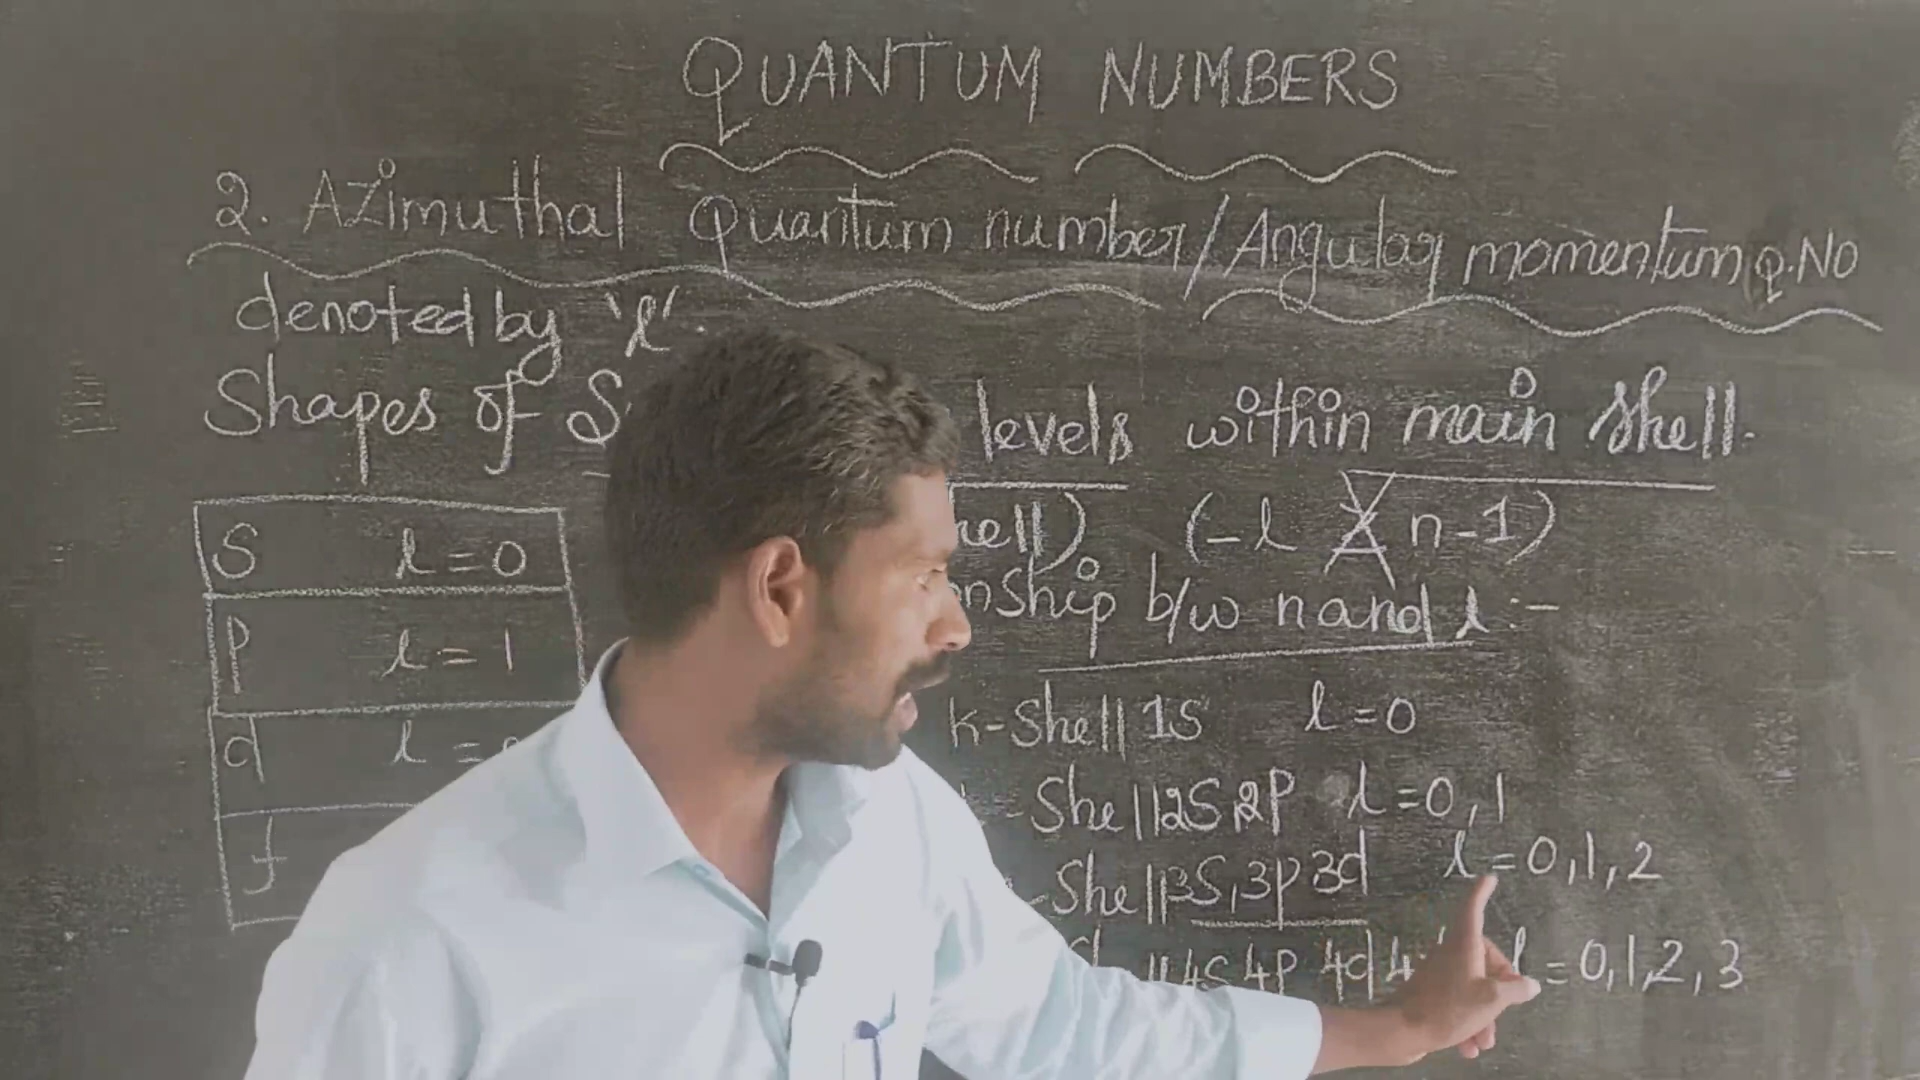 QUANTUM NUMBERS
2. Azimuthal Quantum number/Angular momentum Q.NO
denoted by 'l'
Shapes of levels within main shell.
(-l n-1)
b/w n and l :-
S l=0
P l=1
d l=
f
K-Shell 1S l=0
-Shell 2S,2P l=0,1
-Shell 3S,3P 3d l=0,1,2
4S 4P 4d l=0,1,2,3